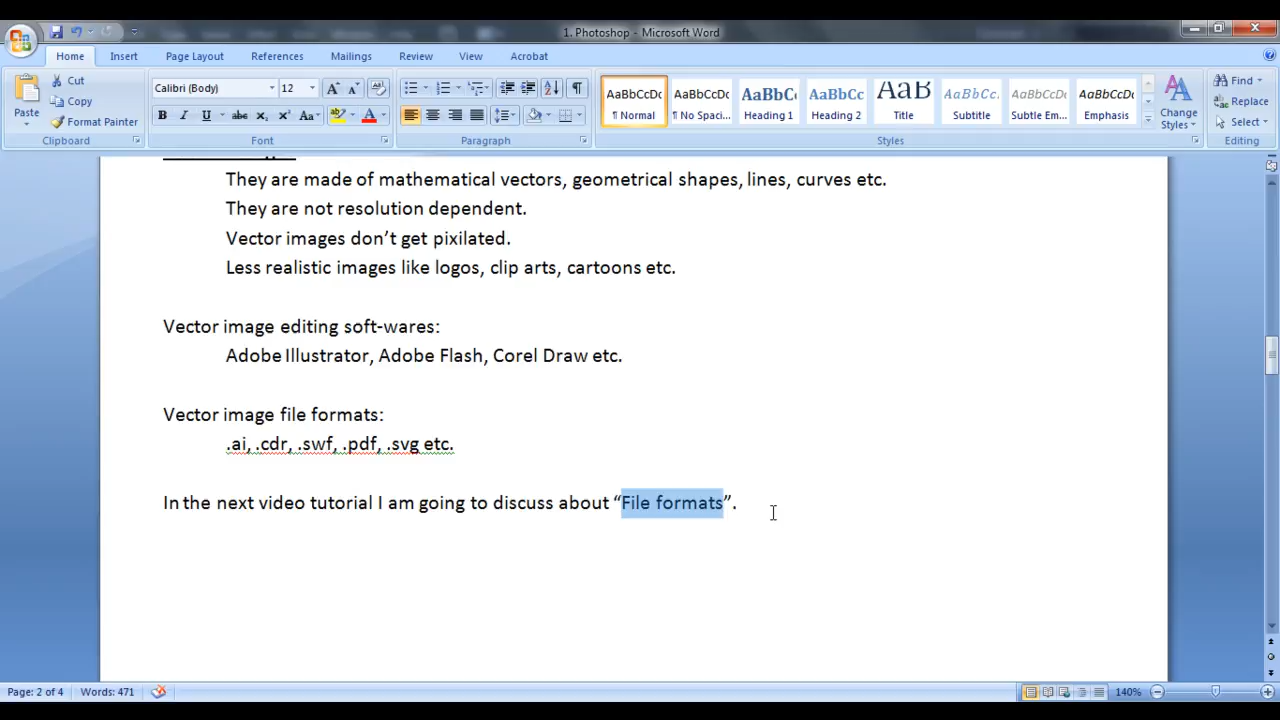 1. Photoshop - Microsoft Word
Home Insert Page Layout References Mailings Review View Acrobat
Paste
Cut
Copy
Format Painter
Clipboard
Calibri (Body) 12
Font
Paragraph
AaBbCcDc AaBbCcDc AaBbC AaBbCc AaB AaBbCc. AaBbCcDc AaBbCcDc
¶ Normal ¶ No Spaci... Heading 1 Heading 2 Title Subtitle Subtle Em... Emphasis
Change
Styles
Styles
Find
Replace
Select
Editing
They are made of mathematical vectors, geometrical shapes, lines, curves etc.
They are not resolution dependent.
Vector images don’t get pixilated.
Less realistic images like logos, clip arts, cartoons etc.
Vector image editing soft-wares:
Adobe Illustrator, Adobe Flash, Corel Draw etc.
Vector image file formats:
.ai, .cdr, .swf, .pdf, .svg etc.
In the next video tutorial I am going to discuss about “File formats”.
Page: 2 of 4 Words: 471 140%